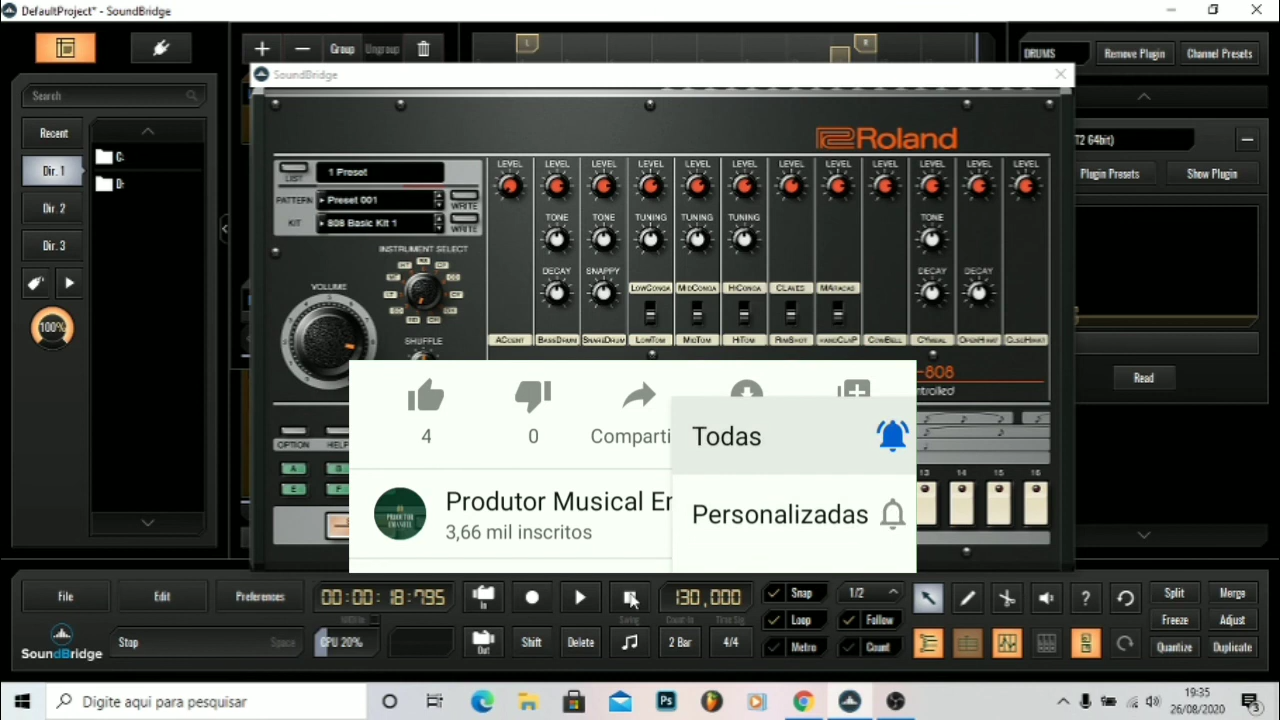 DefaultProject* - SoundBridge
Group
Ungroup
L
R
DRUMS
Remove Plugin
Channel Presets
SoundBridge
Search
Recent
Dir. 1
Dir. 2
Dir. 3
C:
D:
100%
Roland
T2 64bit)
Plugin Presets
Show Plugin
Read
LIST
1 Preset
PATTERN
Preset 001
WRITE
KIT
808 Basic Kit 1
WRITE
INSTRUMENT SELECT
VOLUME
SHUFFLE
LEVEL LEVEL LEVEL LEVEL LEVEL LEVEL LEVEL LEVEL LEVEL LEVEL LEVEL LEVEL
TONE TONE TUNING TUNING TUNING TONE
DECAY SNAPPY DECAY DECAY
LOWCONGA MIDCONGA HICONGA CLAVES MARACAS
ACCENT BASSDRUM SNAREDRUM LOWTOM MIDTOM HITOM RIMSHOT HANDCLAP COWBELL CYMBAL OPENHIHAT CLSDHIHAT
-808
OPTION
HELP
A
B
E
F
13 14 15 16
4
0
Comparti
Todas
Produtor Musical Er
3,66 mil inscritos
Personalizadas
File
Edit
Preferences
00: 00: 18: 795
In
130,000
Snap
1/2
Loop
Follow
Metro
Count
Split
Merge
Freeze
Adjust
Quantize
Duplicate
SoundBridge
Stop
Space
CPU 20%
Out
Shift
Delete
2 Bar
4/4
?
Digite aqui para pesquisar
Ps
19:35
26/08/2020
3